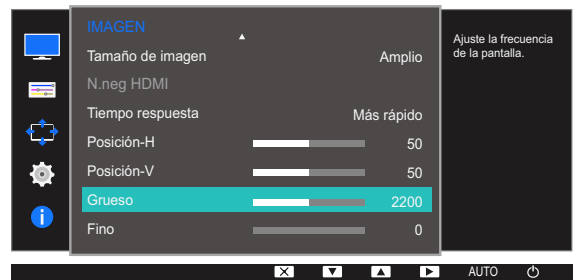 IMAGEN
Tamaño de imagen Amplio
N.neg HDMI
Tiempo respuesta Más rápido
Posición-H 50
Posición-V 50
Grueso 2200
Fino 0
Ajuste la frecuencia
de la pantalla.
AUTO